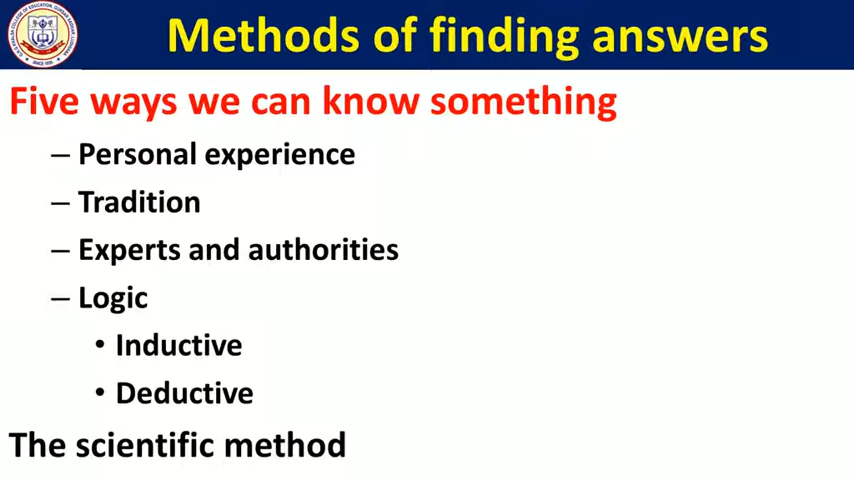 Methods of finding answers
Five ways we can know something
– Personal experience
– Tradition
– Experts and authorities
– Logic
• Inductive
• Deductive
The scientific method